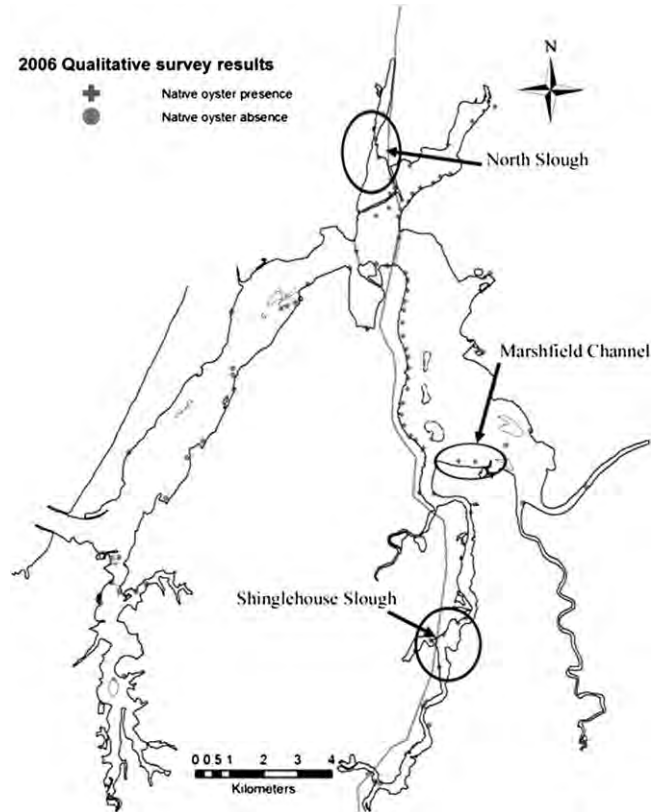 2006 Qualitative survey results
Native oyster presence
Native oyster absence
N
North Slough
Marshfield Channel
Shinglehouse Slough
0 0.5 1 2 3 4
Kilometers